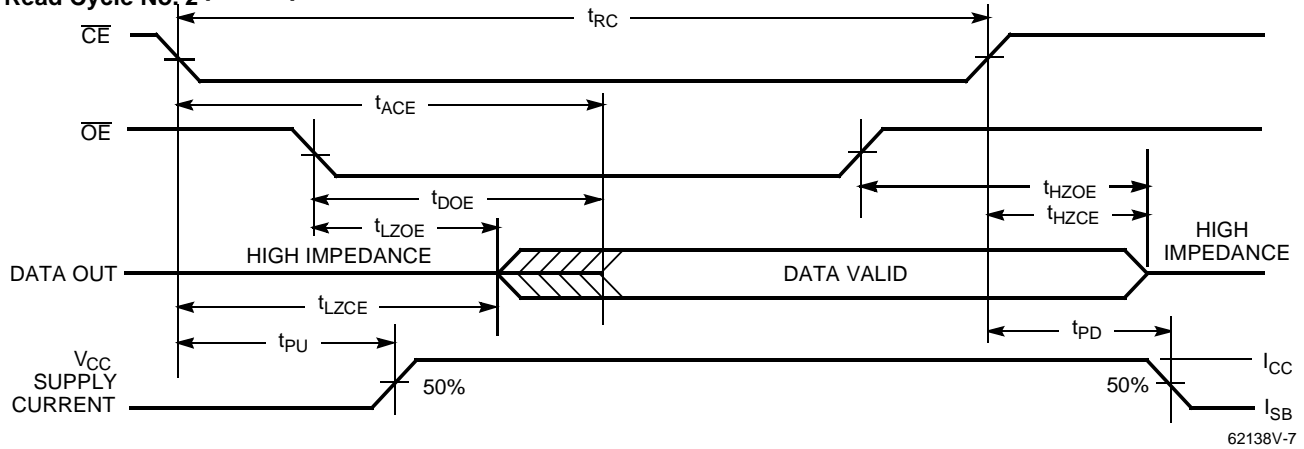 Read Cycle No. 2
tRC
CE
tACE
OE
tDOE
tHZOE
tLZOE
tHZCE
HIGH IMPEDANCE
HIGH
IMPEDANCE
DATA OUT
DATA VALID
tLZCE
tPU
tPD
VCC
SUPPLY
CURRENT
50%
50%
ICC
ISB
62138V-7